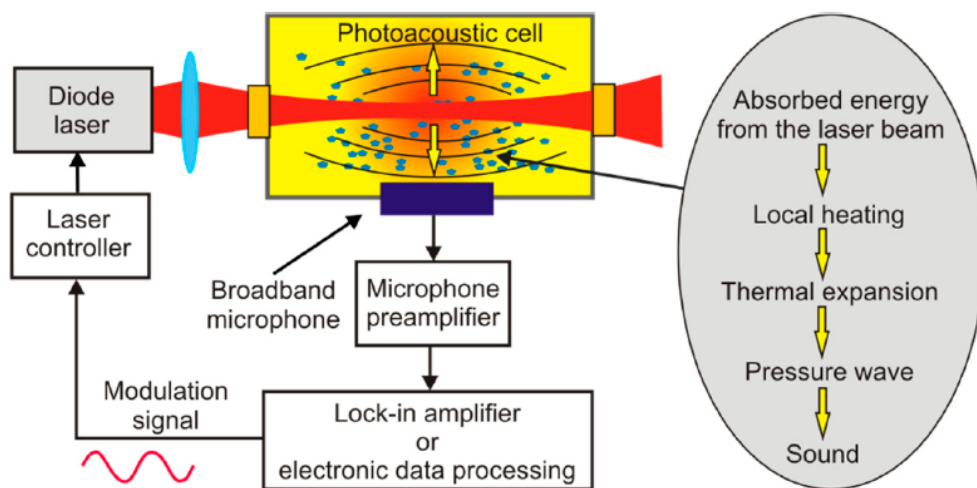 Photoacoustic cell
Diode
laser
Laser
controller
Broadband
microphone
Microphone
preamplifier
Modulation
signal
Lock-in amplifier
or
electronic data processing
Absorbed energy
from the laser beam
Local heating
Thermal expansion
Pressure wave
Sound